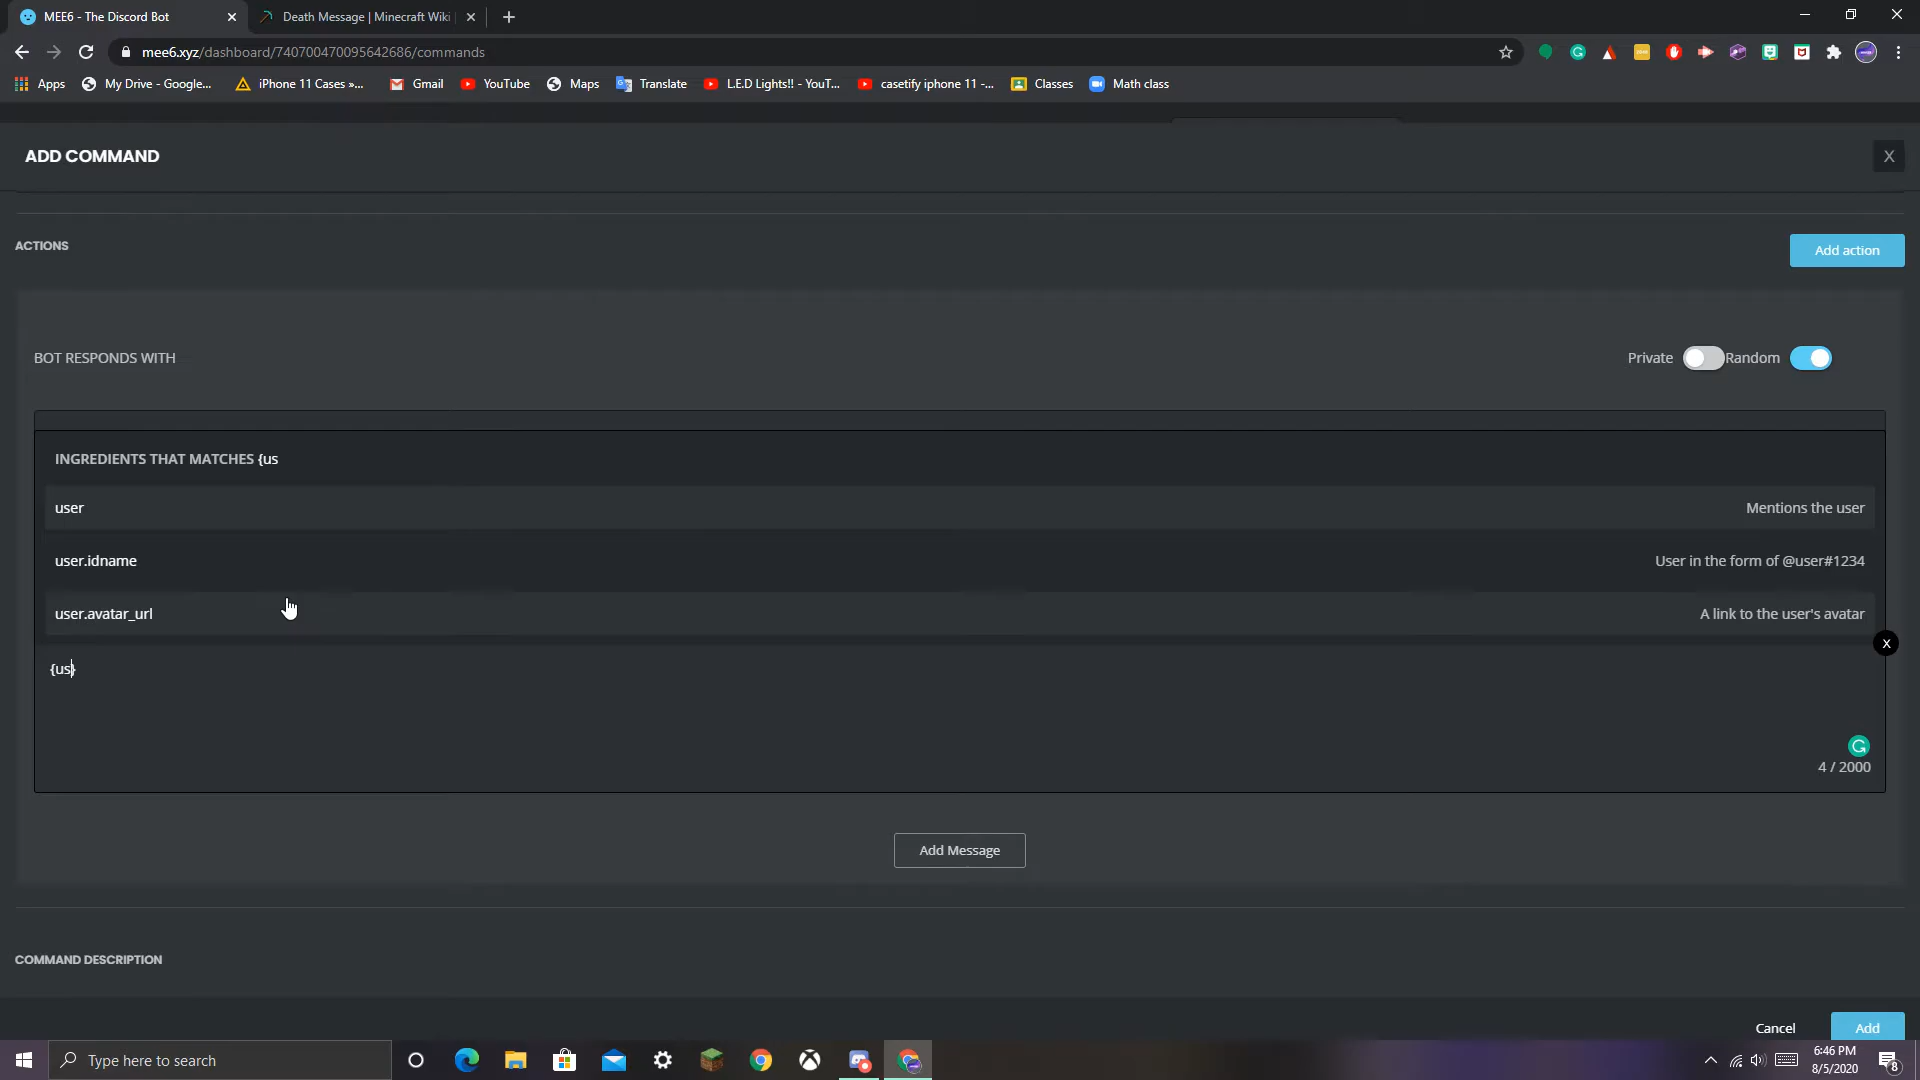 MEE6 - The Discord Bot
Death Message | Minecraft Wiki
mee6.xyz/dashboard/740700470095642686/commands
Apps My Drive - Google... iPhone 11 Cases »... Gmail YouTube Maps Translate L.E.D Lights!! - YouT... casetify iphone 11 -... Classes Math class
ADD COMMAND
X
ACTIONS
Add action
BOT RESPONDS WITH
Private Random
INGREDIENTS THAT MATCHES {us
user Mentions the user
user.idname User in the form of @user#1234
user.avatar_url A link to the user's avatar
X
{us}
4 / 2000
Add Message
COMMAND DESCRIPTION
Cancel Add
Type here to search
6:46 PM
8/5/2020
8